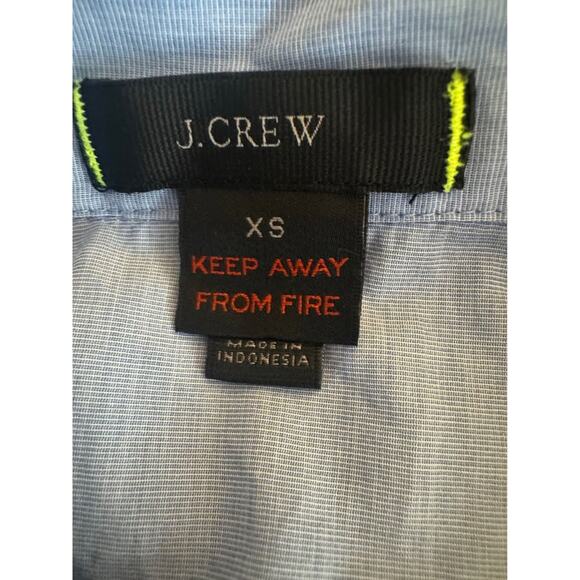 J.CREW
XS
KEEP AWAY
FROM FIRE
MADE IN
INDONESIA